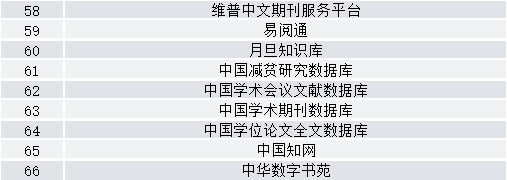 58 维普中文期刊服务平台
59 易阅通
60 月旦知识库
61 中国减贫研究数据库
62 中国学术会议文献数据库
63 中国学术期刊数据库
64 中国学位论文全文数据库
65 中国知网
66 中华数字书苑